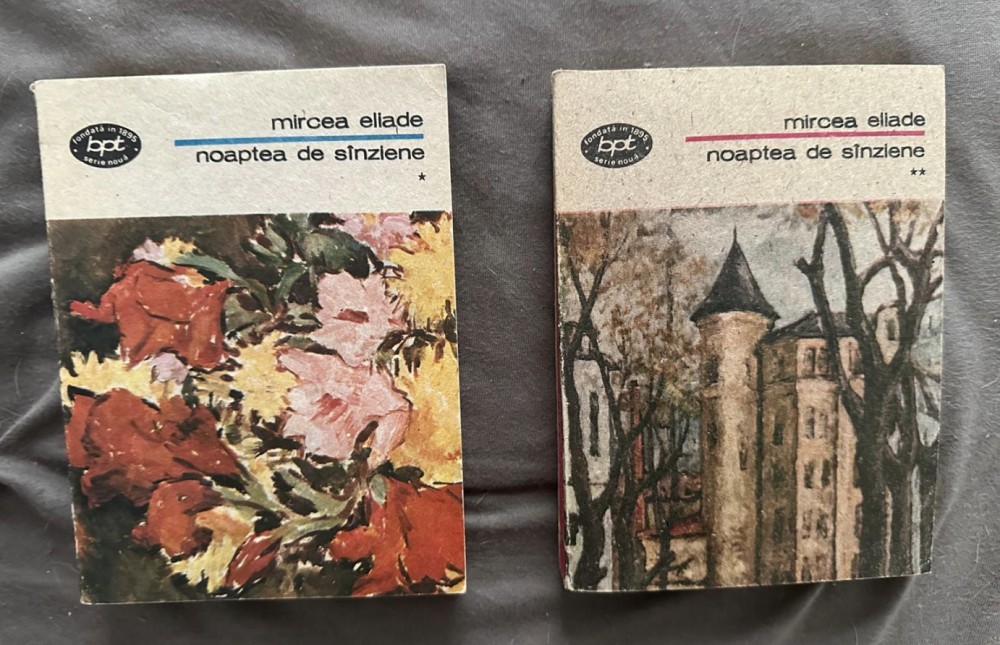 mircea eliade
fondată în 1895
bpt
serie nouă
noaptea de sînziene
*
mircea eliade
fondată în 1895
bpt
serie nouă
noaptea de sînziene
**